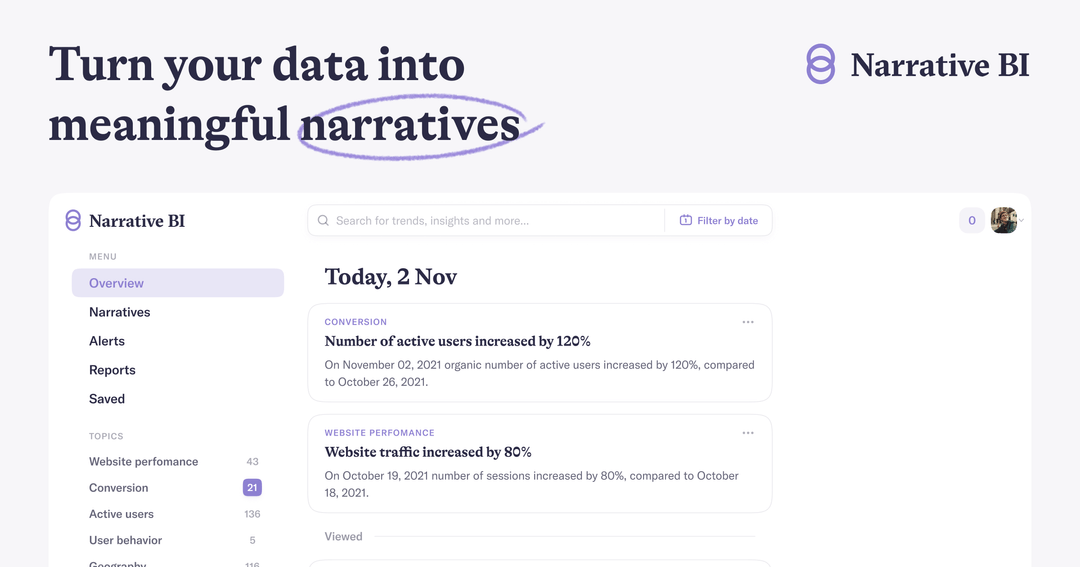 Turn your data into
meaningful narratives
Narrative BI
Narrative BI
Search for trends, insights and more...
Filter by date
0
MENU
Overview
Narratives
Alerts
Reports
Saved
TOPICS
Website perfomance 43
Conversion 21
Active users 136
User behavior 5
Geography 116
Today, 2 Nov
CONVERSION
Number of active users increased by 120%
On November 02, 2021 organic number of active users increased by 120%, compared
to October 26, 2021.
WEBSITE PERFOMANCE
Website traffic increased by 80%
On October 19, 2021 number of sessions increased by 80%, compared to October
18, 2021.
Viewed